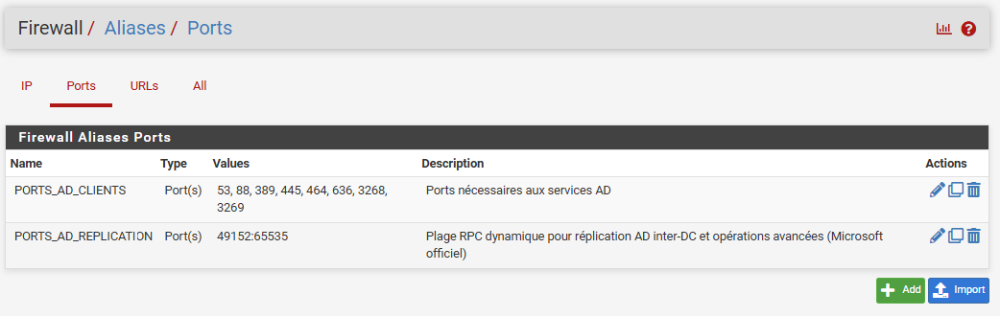 Firewall / Aliases / Ports
IP Ports URLs All
Firewall Aliases Ports
Name Type Values Description Actions
PORTS_AD_CLIENTS Port(s) 53, 88, 389, 445, 464, 636, 3268, Ports nécessaires aux services AD
3269
PORTS_AD_REPLICATION Port(s) 49152:65535 Plage RPC dynamique pour réplication AD inter-DC et opérations avancées (Microsoft
officiel)
Add Import